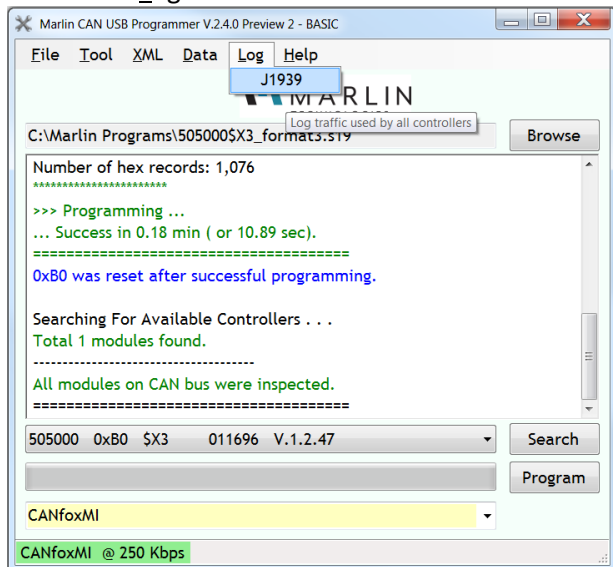 Marlin CAN USB Programmer V.2.4.0 Preview 2 - BASIC
File Tool XML Data Log Help
J1939
MARLIN
Log traffic used by all controllers
C:\Marlin Programs\505000$X3_format3.s19 Browse
Number of hex records: 1,076
***********************
>>> Programming ...
... Success in 0.18 min ( or 10.89 sec).
=====================================
0xB0 was reset after successful programming.
Searching For Available Controllers . . .
Total 1 modules found.
--------------------------------------
All modules on CAN bus were inspected.
=====================================
505000 0xB0 $X3 011696 V.1.2.47 Search
Program
CANfoxMI
CANfoxMI @ 250 Kbps